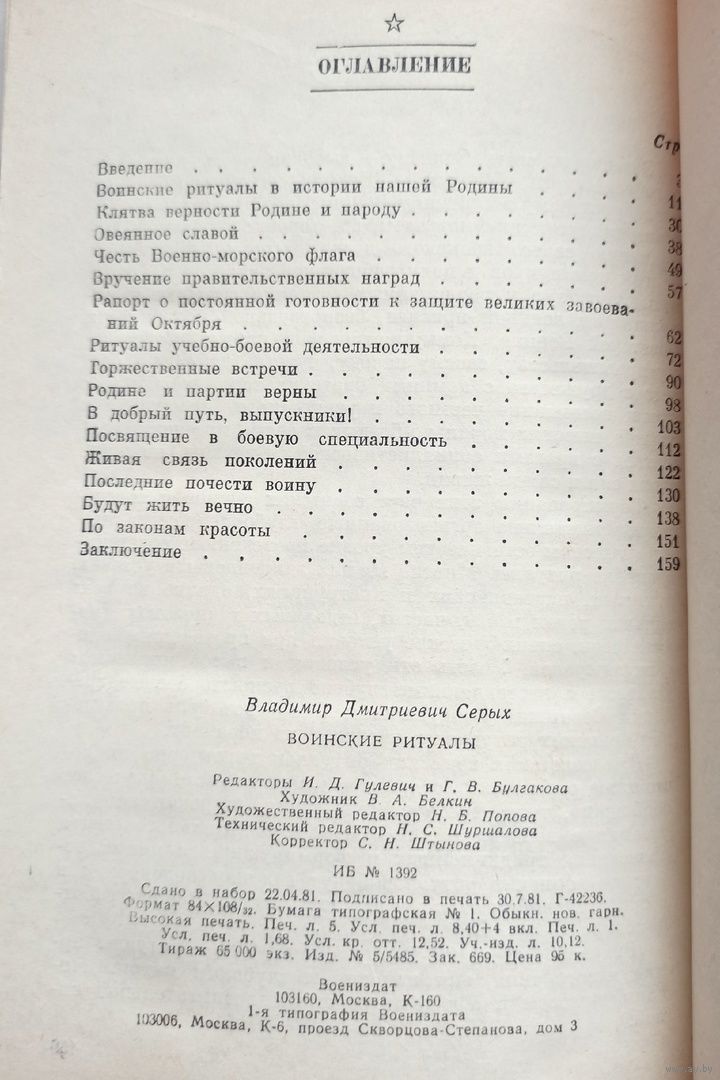 ОГЛАВЛЕНИЕ
Стр
Введение . . . . . . . . . . . . . .
Воинские ритуалы в истории нашей Родины . . . . 11
Клятва верности Родине и народу . . . . . . . 30
Овеянное славой . . . . . . . . . . . . 38
Честь Военно-морского флага . . . . . . . . 49
Вручение правительственных наград . . . . . . 57
Рапорт о постоянной готовности к защите великих завоева-
ний Октября . . . . . . . . . . . . 62
Ритуалы учебно-боевой деятельности . . . . . . 72
Торжественные встречи . . . . . . . . . . 90
Родине и партии верны . . . . . . . . . 98
В добрый путь, выпускники! . . . . . . . . 103
Посвящение в боевую специальность . . . . . . 112
Живая связь поколений . . . . . . . . . 122
Последние почести воину . . . . . . . . . 130
Будут жить вечно . . . . . . . . . . . 138
По законам красоты . . . . . . . . . . 151
Заключение . . . . . . . . . . . . . 159
Владимир Дмитриевич Серых
ВОИНСКИЕ РИТУАЛЫ
Редакторы И. Д. Гулевич и Г. В. Булгакова
Художник В. А. Белкин
Художественный редактор Н. Б. Попова
Технический редактор Н. С. Шуршалова
Корректор С. Н. Штынова
ИБ № 1392
Сдано в набор 22.04.81. Подписано в печать 30.7.81. Г-42236.
Формат 84×108/32. Бумага типографская № 1. Обыкн. нов. гарн.
Высокая печать. Печ. л. 5. Усл. печ. л. 8,40+4 вкл. Печ. л. 1.
Усл. печ. л. 1,68. Усл. кр. отт. 12,52. Уч.-изд. л. 10,12.
Тираж 65 000 экз. Изд. № 5/5485. Зак. 669. Цена 95 к.
Воениздат
103160, Москва, К-160
1-я типография Воениздата
103006, Москва, К-6, проезд Скворцова-Степанова, дом 3
www.ay.by